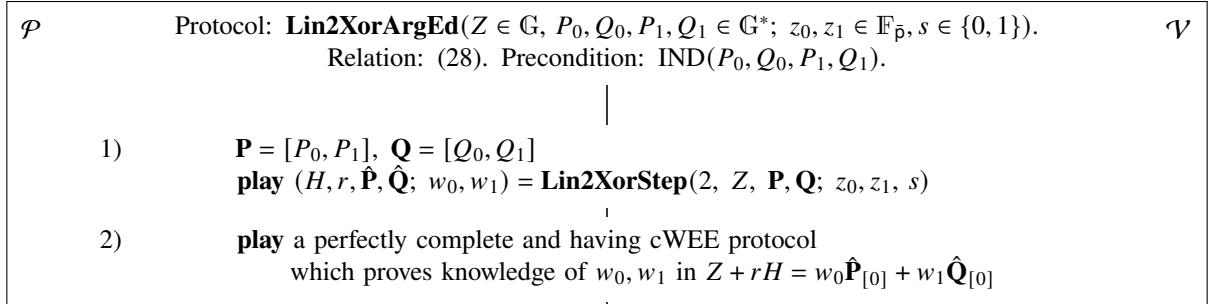 𝒫 Protocol: Lin2XorArgEd(Z ∈ 𝔾, P₀, Q₀, P₁, Q₁ ∈ 𝔾*; z₀, z₁ ∈ 𝔽_p̄, s ∈ {0, 1}). 𝒱
Relation: (28). Precondition: IND(P₀, Q₀, P₁, Q₁).
1) P = [P₀, P₁], Q = [Q₀, Q₁]
play (H, r, P̂, Q̂; w₀, w₁) = Lin2XorStep(2, Z, P, Q; z₀, z₁, s)
2) play a perfectly complete and having cWEE protocol
which proves knowledge of w₀, w₁ in Z + rH = w₀P̂_[0] + w₁Q̂_[0]